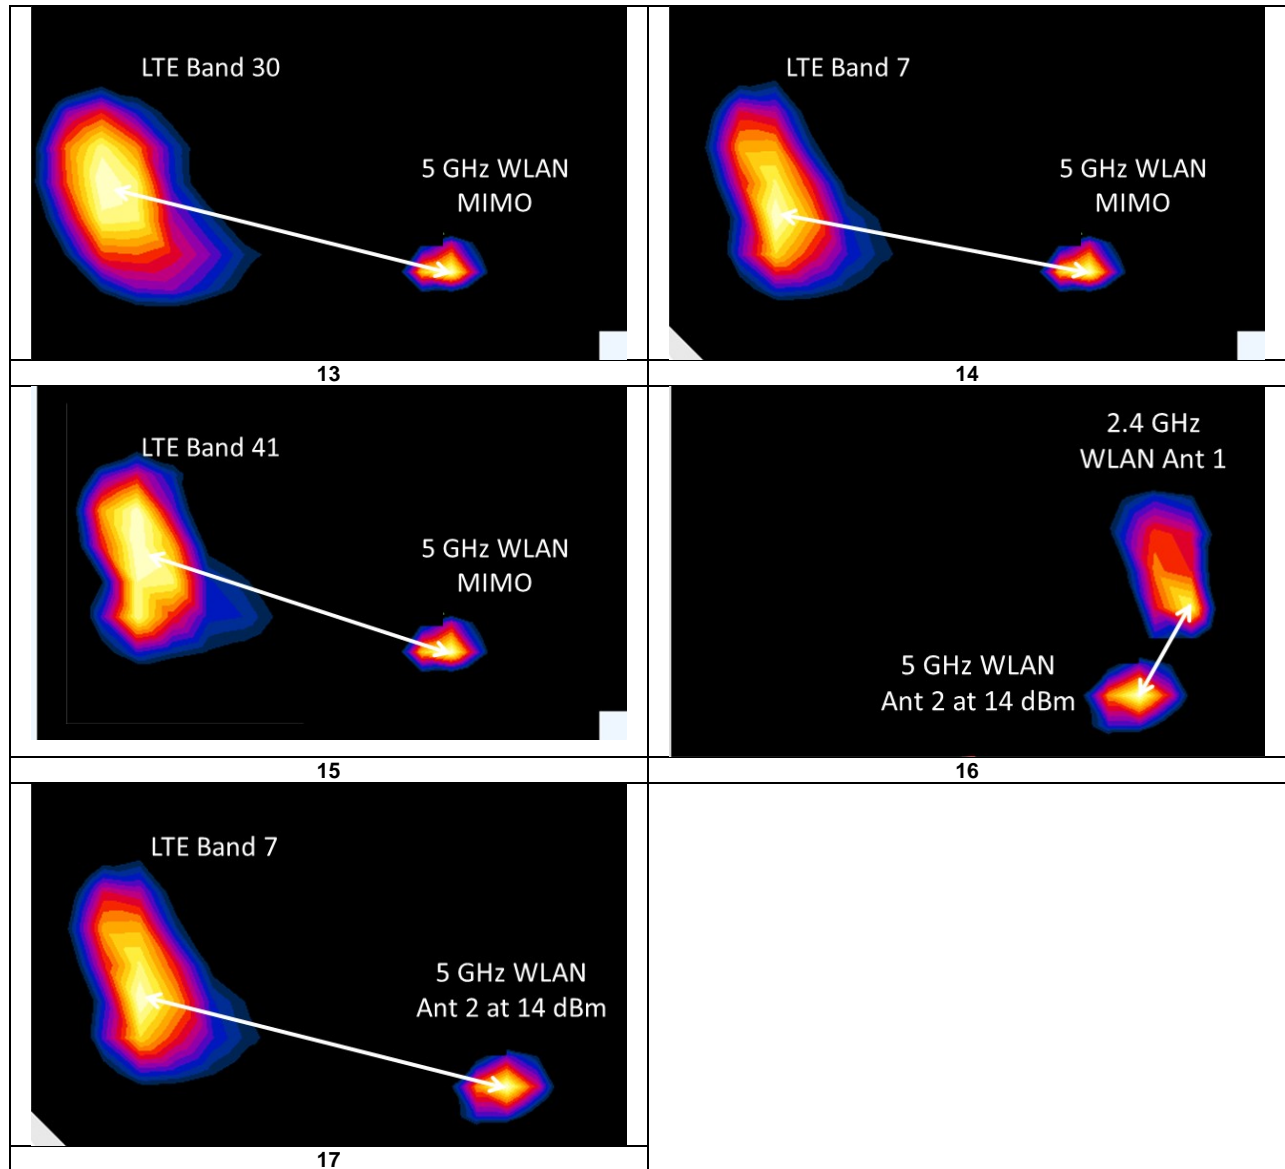 LTE Band 30
5 GHz WLAN
MIMO
13
LTE Band 7
5 GHz WLAN
MIMO
14
LTE Band 41
5 GHz WLAN
MIMO
15
2.4 GHz
WLAN Ant 1
5 GHz WLAN
Ant 2 at 14 dBm
16
LTE Band 7
5 GHz WLAN
Ant 2 at 14 dBm
17